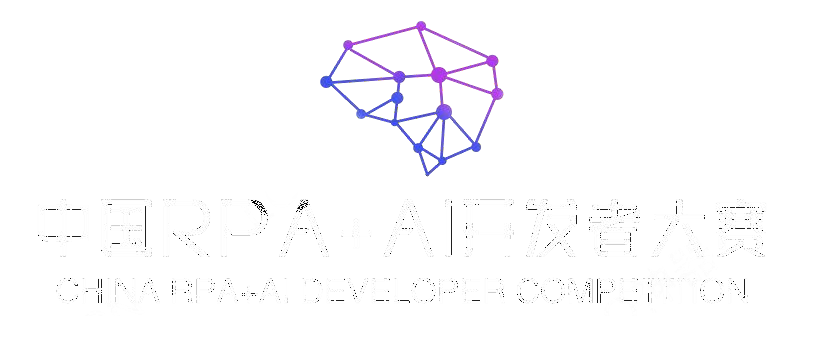 中国RPA+AI开发者大赛
CHINA RPA+AI DEVELOPER COMPETITION